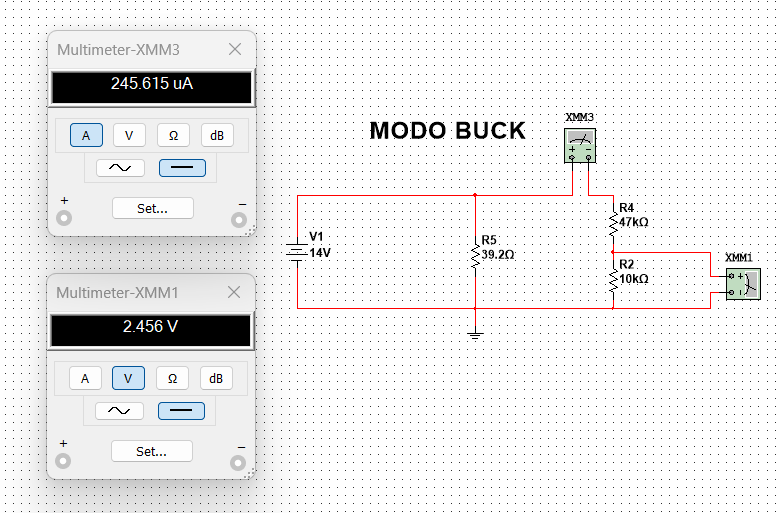 Multimeter-XMM3
245.615 uA
A V Ω dB
+ Set... −
Multimeter-XMM1
2.456 V
A V Ω dB
+ Set... −
MODO BUCK
XMM3
+ −
V1
14V
R5
39.2Ω
R4
47kΩ
R2
10kΩ
XMM1
+
−